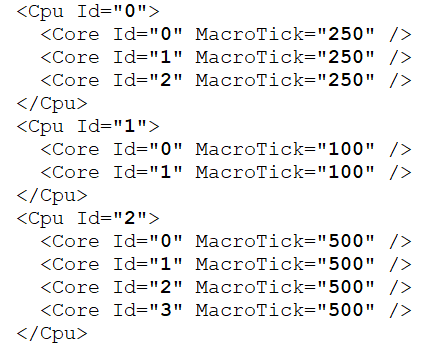 <Cpu Id="0">
  <Core Id="0" MacroTick="250" />
  <Core Id="1" MacroTick="250" />
  <Core Id="2" MacroTick="250" />
</Cpu>
<Cpu Id="1">
  <Core Id="0" MacroTick="100" />
  <Core Id="1" MacroTick="100" />
</Cpu>
<Cpu Id="2">
  <Core Id="0" MacroTick="500" />
  <Core Id="1" MacroTick="500" />
  <Core Id="2" MacroTick="500" />
  <Core Id="3" MacroTick="500" />
</Cpu>